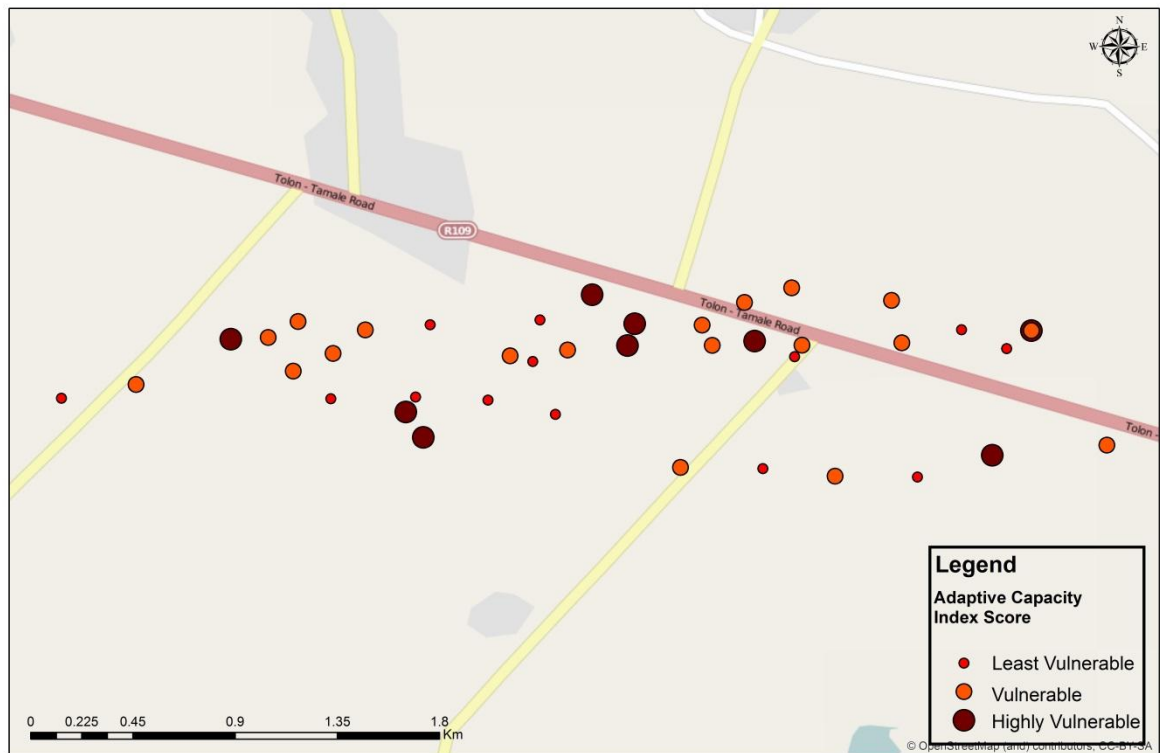 N
W E
S
Tolon - Tamale Road
R109
Tolon - Tamale Road
Tolon -
Legend
Adaptive Capacity
Index Score
Least Vulnerable
Vulnerable
Highly Vulnerable
0 0.225 0.45 0.9 1.35 1.8
Km
© OpenStreetMap (and) contributors, CC-BY-SA